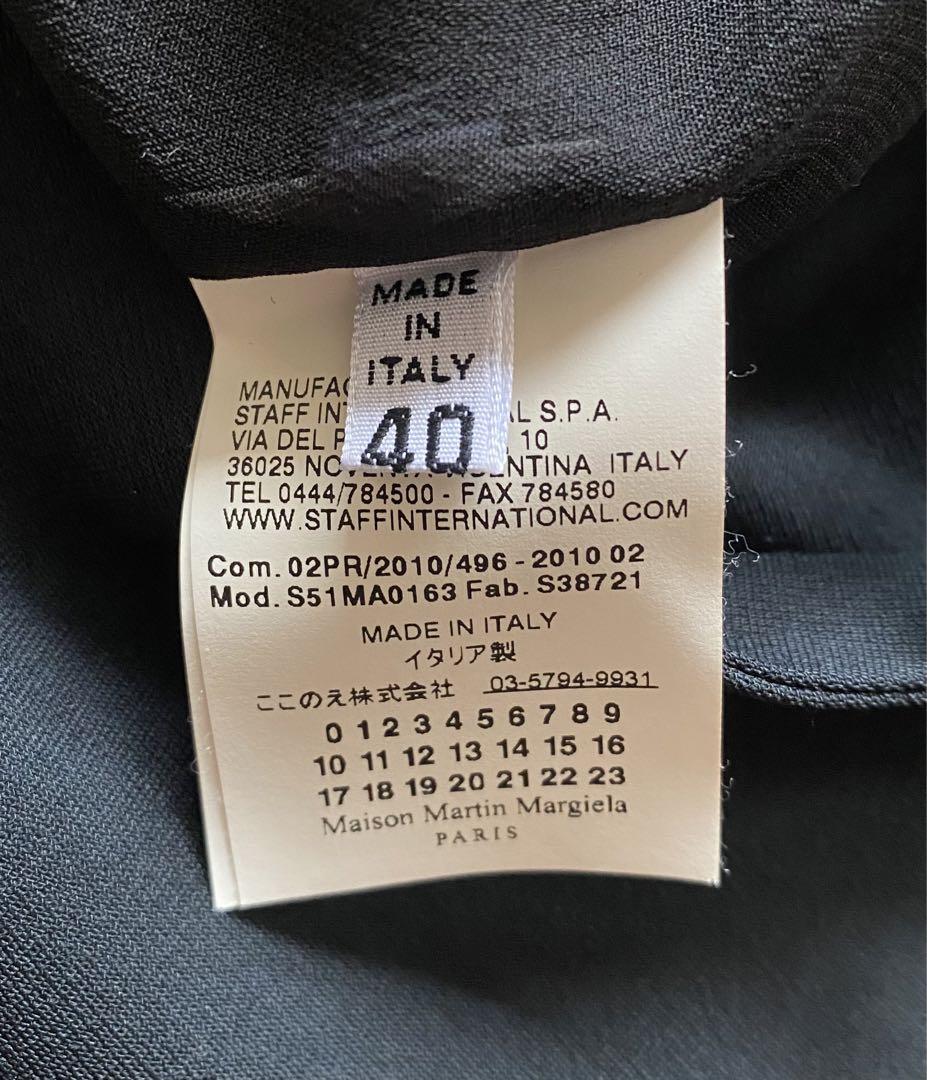 MADE
IN
ITALY
40
MANUFAC
STAFF INT L S.P.A.
VIA DEL P 10
36025 NOVENTA VICENTINA ITALY
TEL 0444/784500 - FAX 784580
WWW.STAFFINTERNATIONAL.COM
Com. 02PR/2010/496 - 2010 02
Mod. S51MA0163 Fab. S38721
MADE IN ITALY
イタリア製
ここのえ株式会社 03-5794-9931
0 1 2 3 4 5 6 7 8 9
10 11 12 13 14 15 16
17 18 19 20 21 22 23
Maison Martin Margiela
PARIS